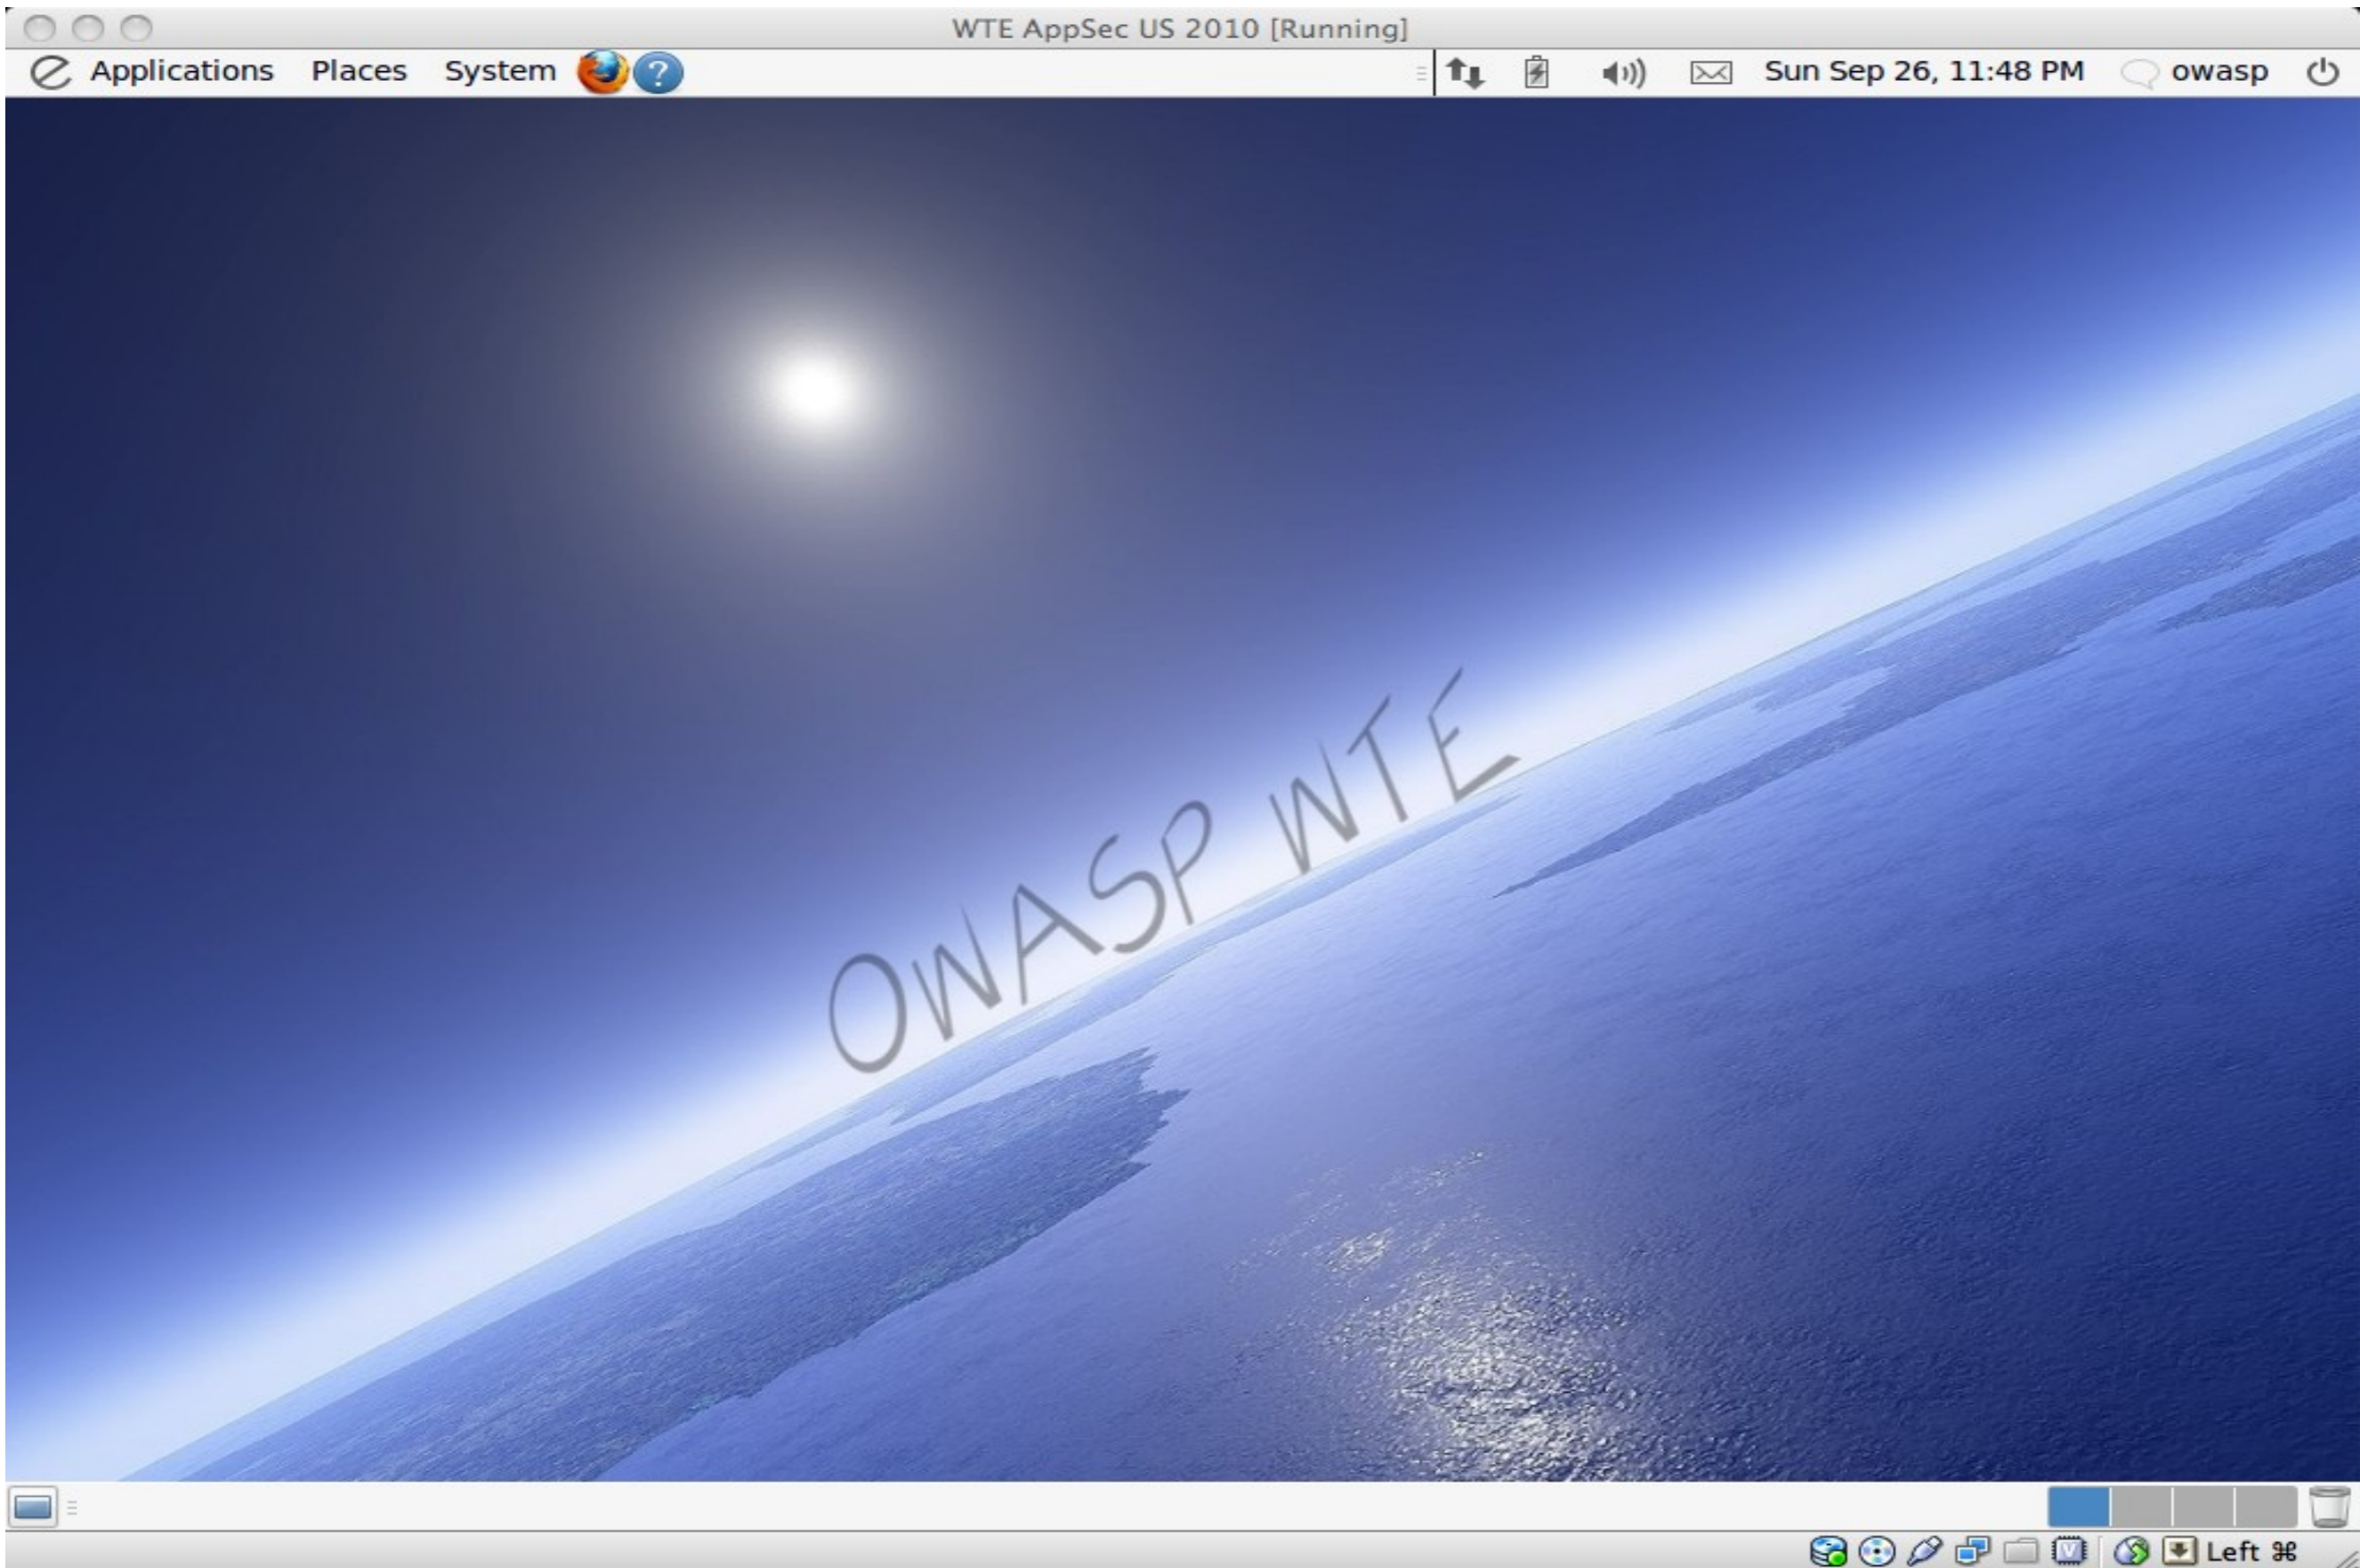 WTE AppSec US 2010 [Running]
Applications Places System ? Sun Sep 26, 11:48 PM owasp
OWASP WTE
Left ⌘